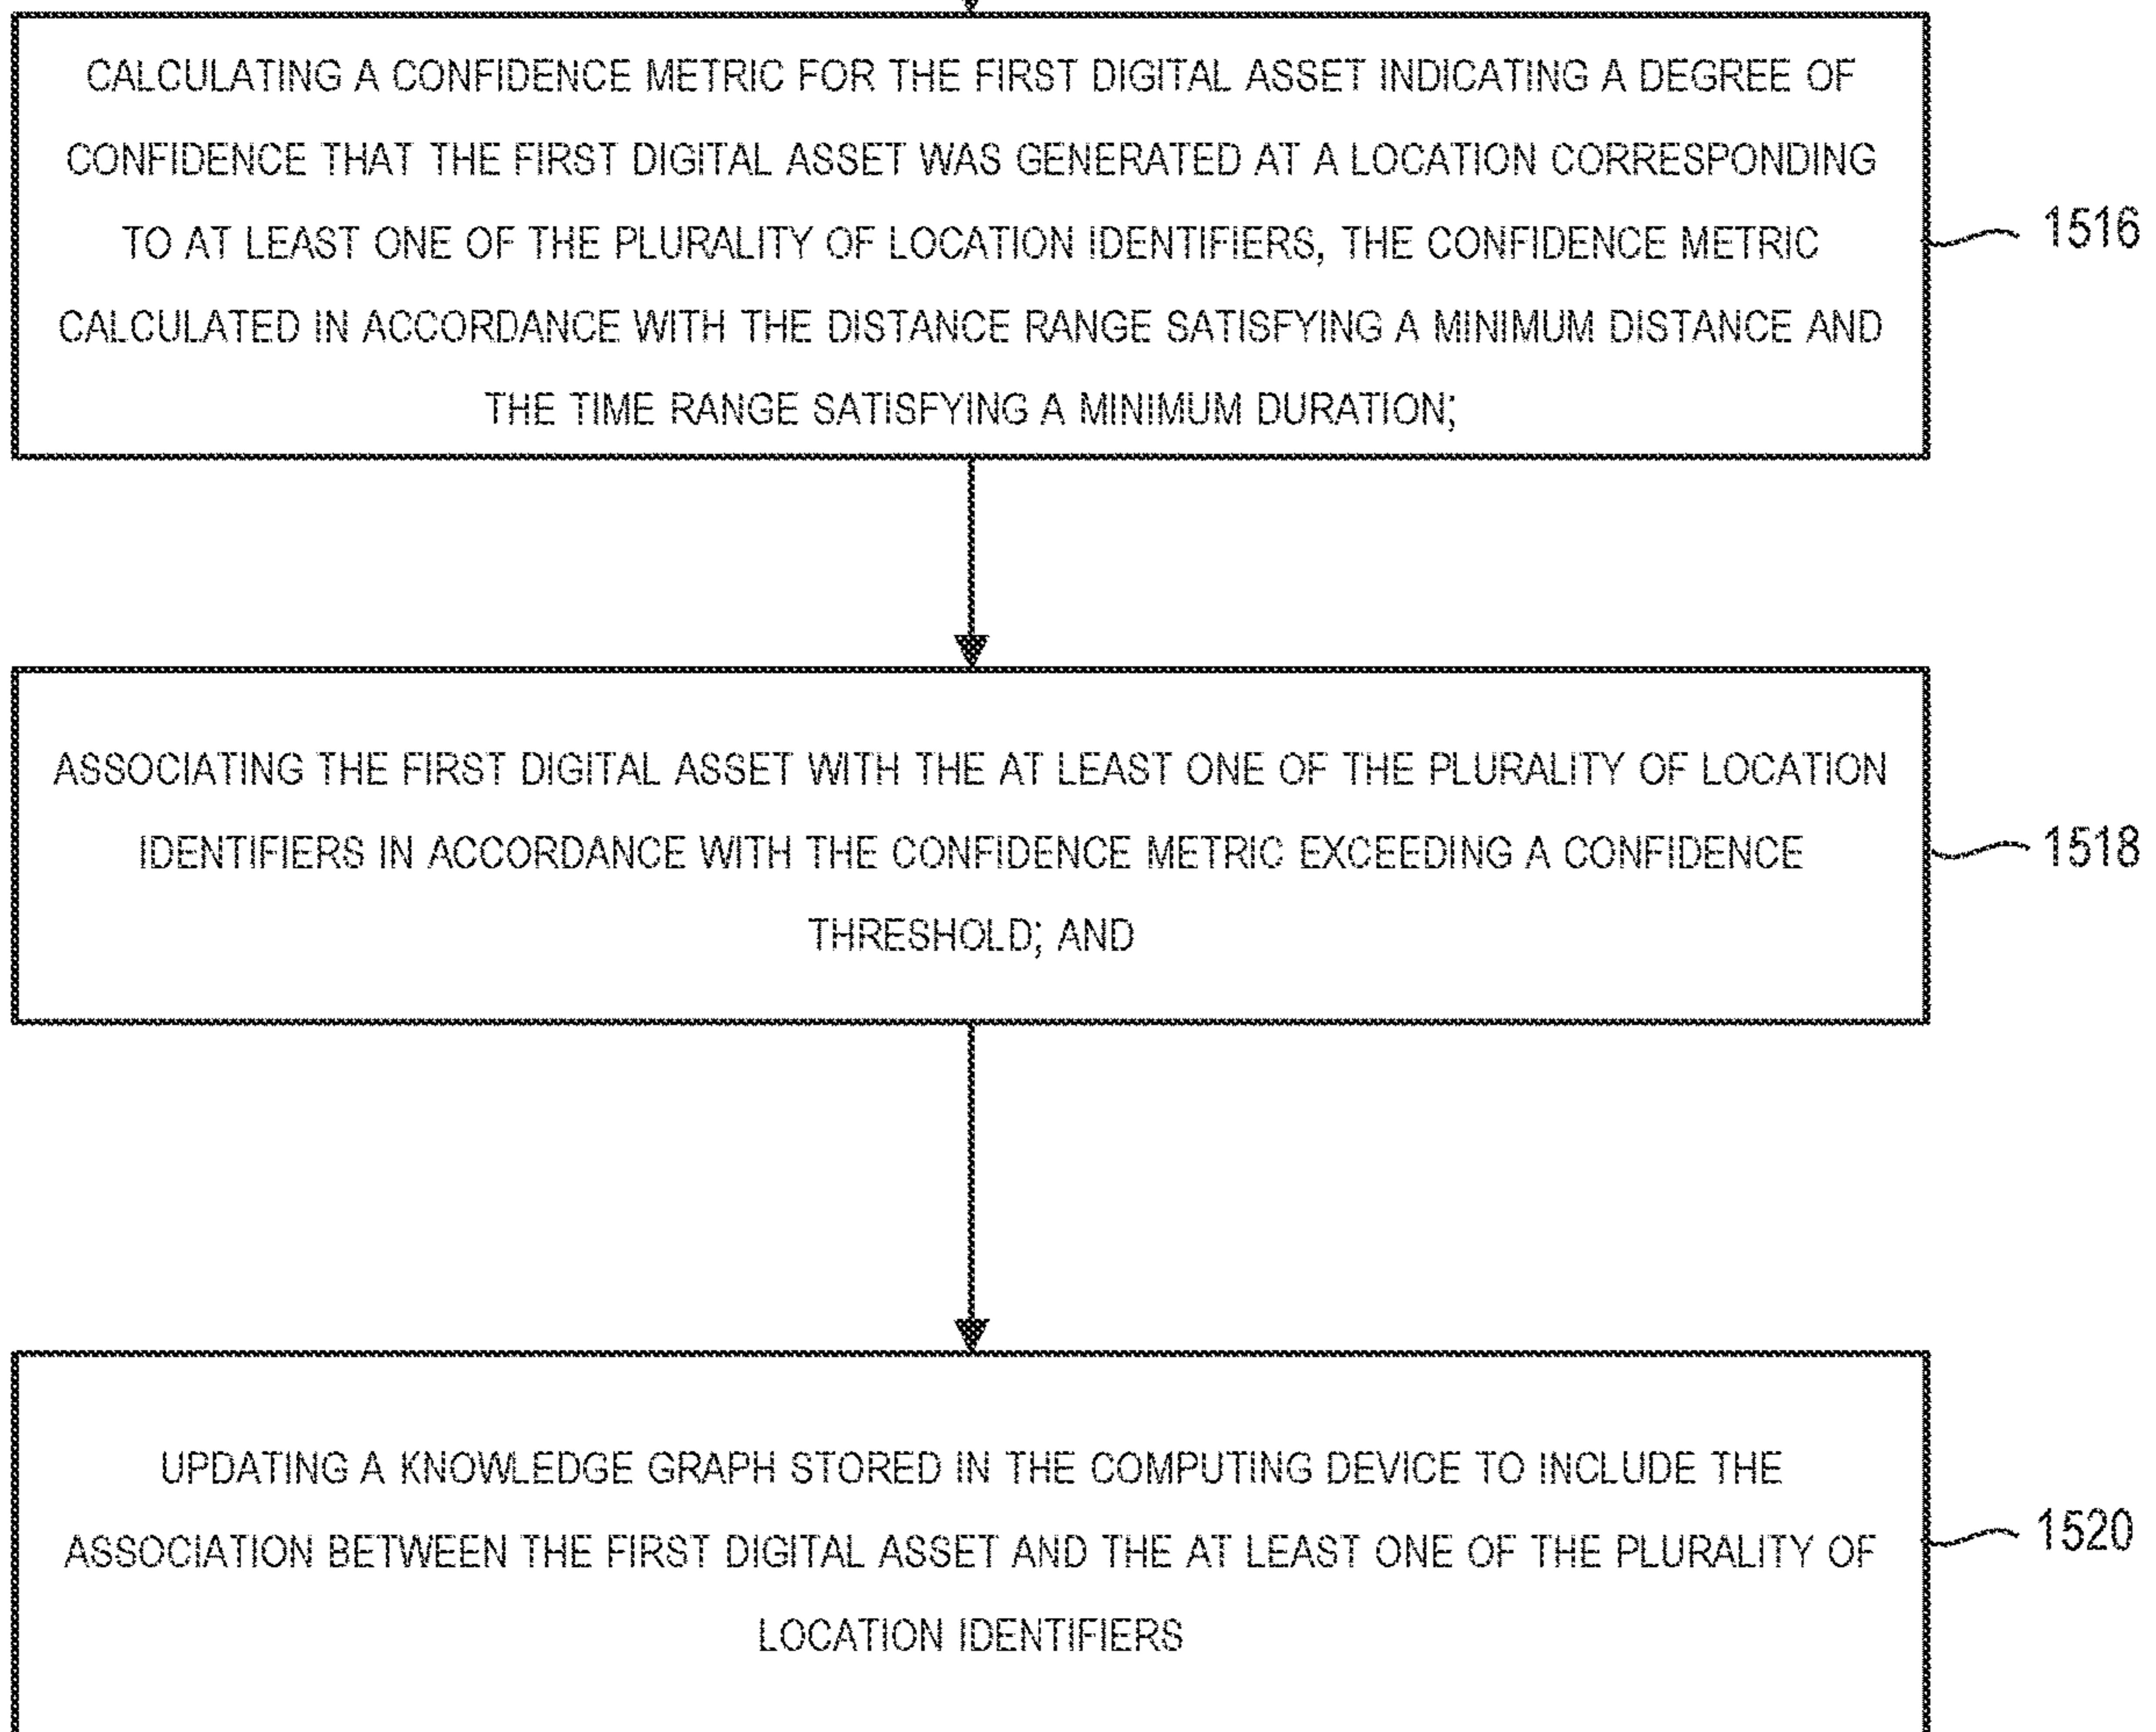 CALCULATING A CONFIDENCE METRIC FOR THE FIRST DIGITAL ASSET INDICATING A DEGREE OF
CONFIDENCE THAT THE FIRST DIGITAL ASSET WAS GENERATED AT A LOCATION CORRESPONDING
TO AT LEAST ONE OF THE PLURALITY OF LOCATION IDENTIFIERS, THE CONFIDENCE METRIC
CALCULATED IN ACCORDANCE WITH THE DISTANCE RANGE SATISFYING A MINIMUM DISTANCE AND
THE TIME RANGE SATISFYING A MINIMUM DURATION;
1516
ASSOCIATING THE FIRST DIGITAL ASSET WITH THE AT LEAST ONE OF THE PLURALITY OF LOCATION
IDENTIFIERS IN ACCORDANCE WITH THE CONFIDENCE METRIC EXCEEDING A CONFIDENCE
THRESHOLD; AND
1518
UPDATING A KNOWLEDGE GRAPH STORED IN THE COMPUTING DEVICE TO INCLUDE THE
ASSOCIATION BETWEEN THE FIRST DIGITAL ASSET AND THE AT LEAST ONE OF THE PLURALITY OF
LOCATION IDENTIFIERS
1520